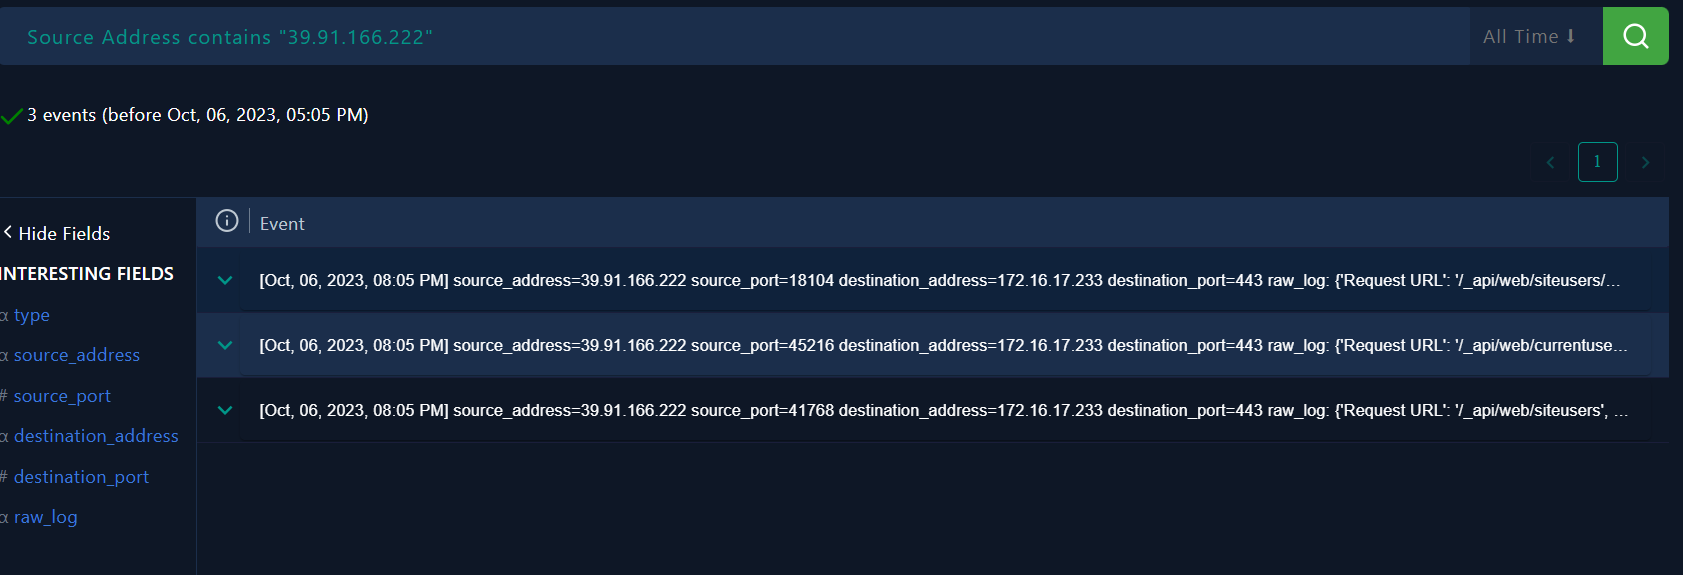 Source Address contains "39.91.166.222"
All Time
3 events (before Oct, 06, 2023, 05:05 PM)
1
Hide Fields
INTERESTING FIELDS
α type
α source_address
# source_port
α destination_address
# destination_port
α raw_log
Event
[Oct, 06, 2023, 08:05 PM] source_address=39.91.166.222 source_port=18104 destination_address=172.16.17.233 destination_port=443 raw_log: {'Request URL': '/_api/web/siteusers/...
[Oct, 06, 2023, 08:05 PM] source_address=39.91.166.222 source_port=45216 destination_address=172.16.17.233 destination_port=443 raw_log: {'Request URL': '/_api/web/currentuse...
[Oct, 06, 2023, 08:05 PM] source_address=39.91.166.222 source_port=41768 destination_address=172.16.17.233 destination_port=443 raw_log: {'Request URL': '/_api/web/siteusers', ...